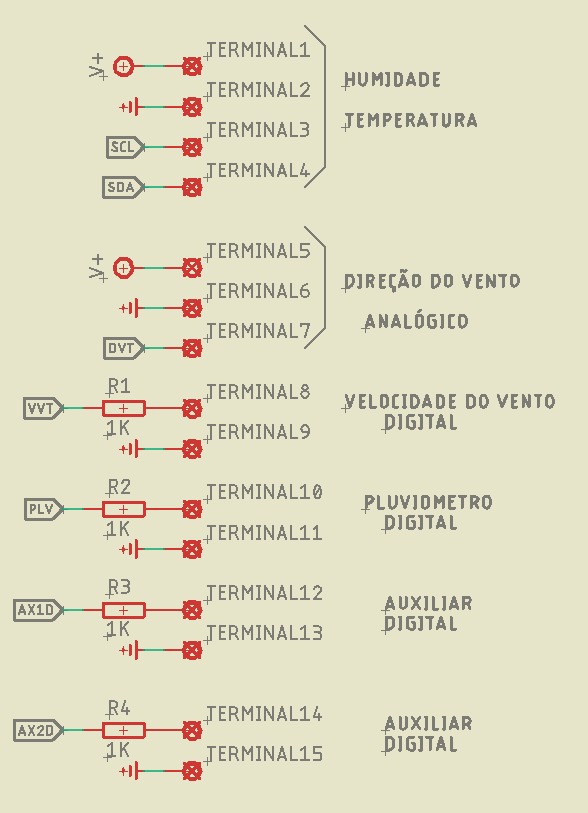 V+ TERMINAL1
HUMIDADE
TERMINAL2
TEMPERATURA
SCL TERMINAL3
SDA TERMINAL4
V+ TERMINAL5
DIREÇÃO DO VENTO
TERMINAL6
ANALÓGICO
DVT TERMINAL7
R1 TERMINAL8
VVT VELOCIDADE DO VENTO
1K TERMINAL9 DIGITAL
R2 TERMINAL10
PLV PLUVIOMETRO
1K TERMINAL11 DIGITAL
R3 TERMINAL12
AX1D AUXILIAR
1K TERMINAL13 DIGITAL
R4 TERMINAL14
AX2D AUXILIAR
1K TERMINAL15 DIGITAL